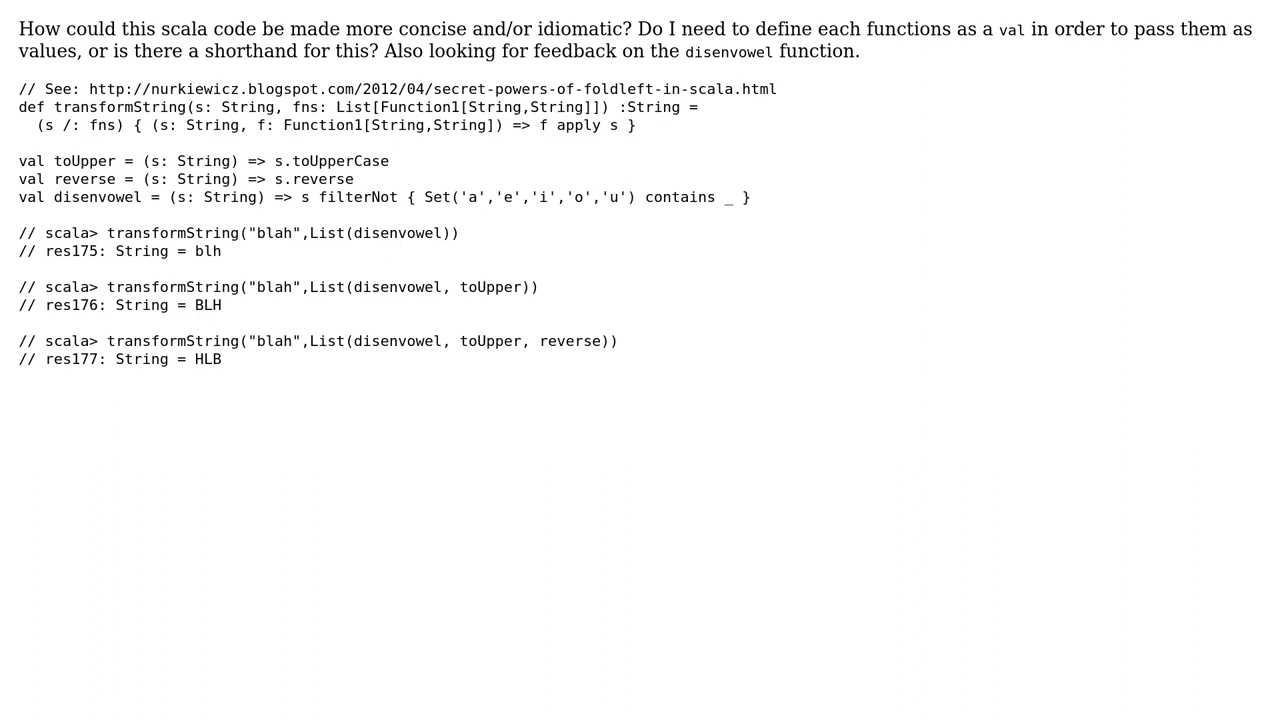 How could this scala code be made more concise and/or idiomatic? Do I need to define each functions as a val in order to pass them as
values, or is there a shorthand for this? Also looking for feedback on the disenvowel function.
// See: http://nurkiewicz.blogspot.com/2012/04/secret-powers-of-foldleft-in-scala.html
def transformString(s: String, fns: List[Function1[String,String]]) :String =
  (s /: fns) { (s: String, f: Function1[String,String]) => f apply s }
val toUpper = (s: String) => s.toUpperCase
val reverse = (s: String) => s.reverse
val disenvowel = (s: String) => s filterNot { Set('a','e','i','o','u') contains _ }
// scala> transformString("blah",List(disenvowel))
// res175: String = blh
// scala> transformString("blah",List(disenvowel, toUpper))
// res176: String = BLH
// scala> transformString("blah",List(disenvowel, toUpper, reverse))
// res177: String = HLB